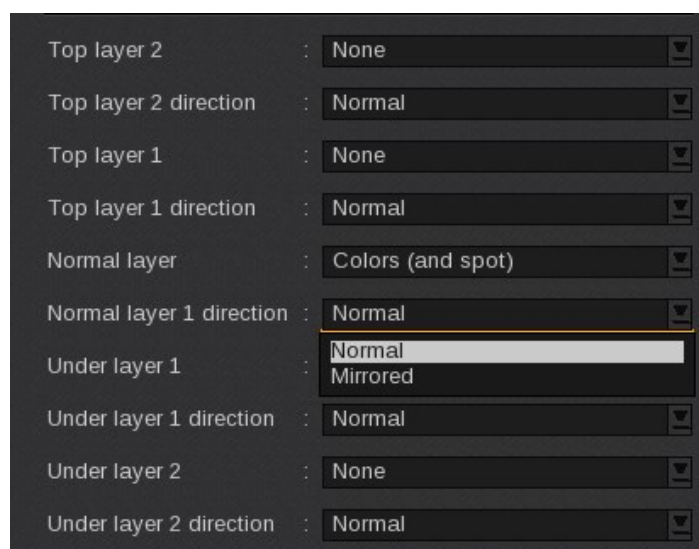 Top layer 2 : None
Top layer 2 direction : Normal
Top layer 1 : None
Top layer 1 direction : Normal
Normal layer : Colors (and spot)
Normal layer 1 direction : Normal
Normal
Under layer 1 :
Mirrored
Under layer 1 direction : Normal
Under layer 2 : None
Under layer 2 direction : Normal